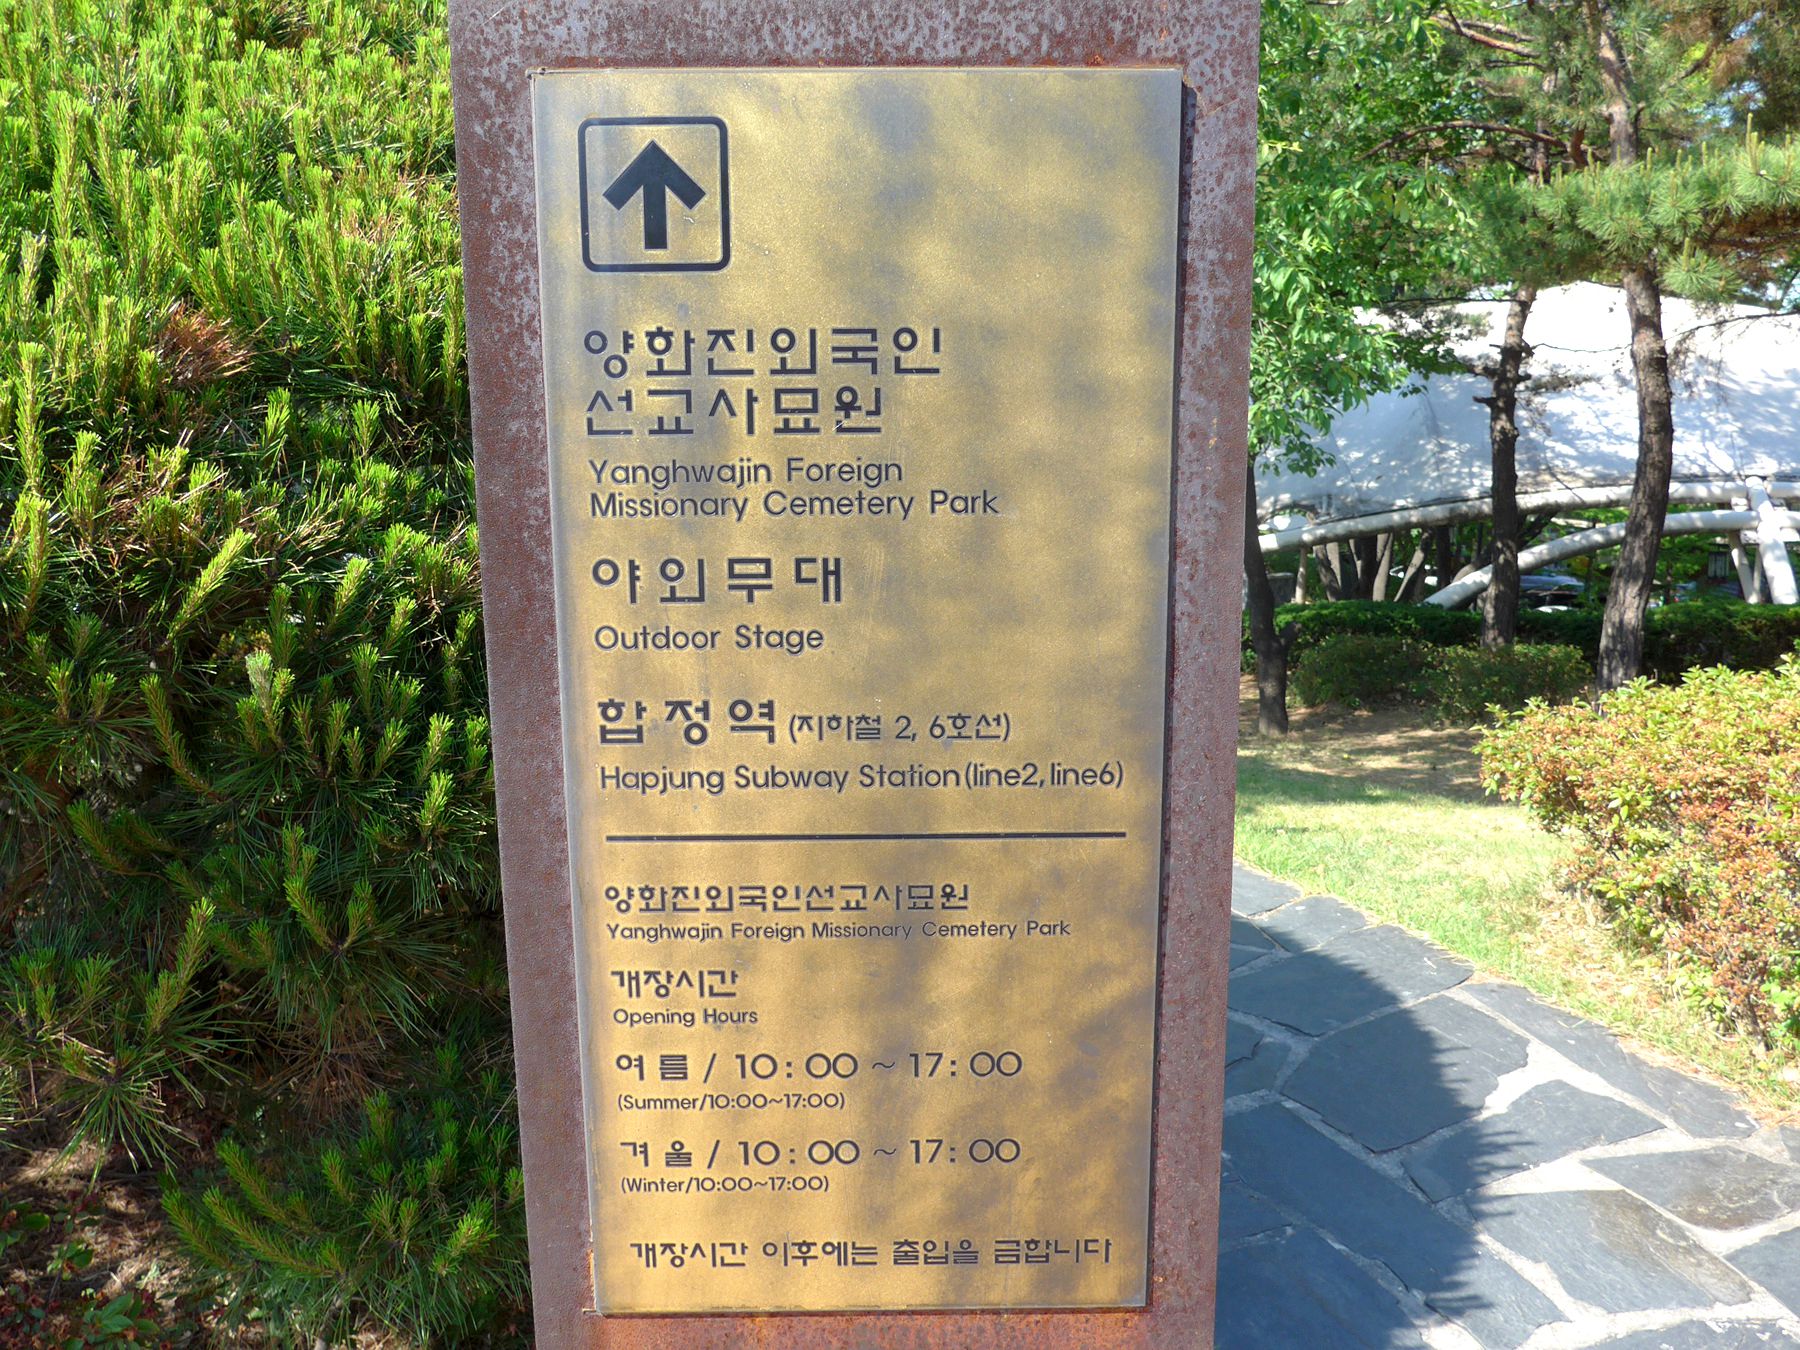 양화진외국인
선교사묘원
Yanghwajin Foreign
Missionary Cemetery Park
야외무대
Outdoor Stage
합정역 (지하철 2, 6호선)
Hapjung Subway Station (line2, line6)
양화진외국인선교사묘원
Yanghwajin Foreign Missionary Cemetery Park
개장시간
Opening Hours
여름 / 10 : 00 ~ 17 : 00
(Summer/10:00~17:00)
겨울 / 10 : 00 ~ 17 : 00
(Winter/10:00~17:00)
개장시간 이후에는 출입을 금합니다